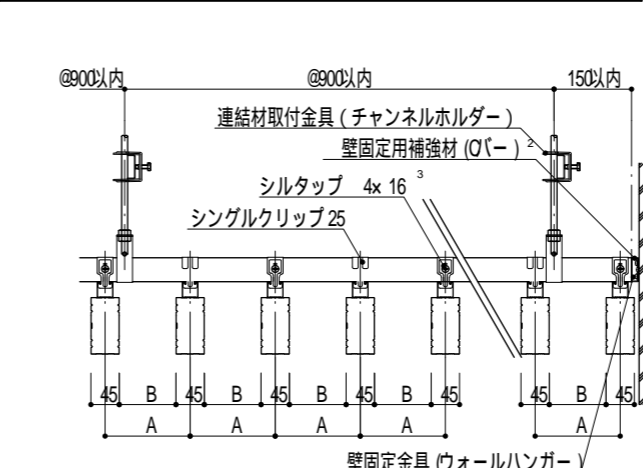 @900以内 @900以内 150以内
連結材取付金具(チャンネルホルダー)
壁固定用補強材(Cバー) 2
シルタップ 4x 16 3
シングルクリップ25
45 B 45 B 45 B 45 B 45 45 B 45
A A A A A
壁固定金具(ウォールハンガー)